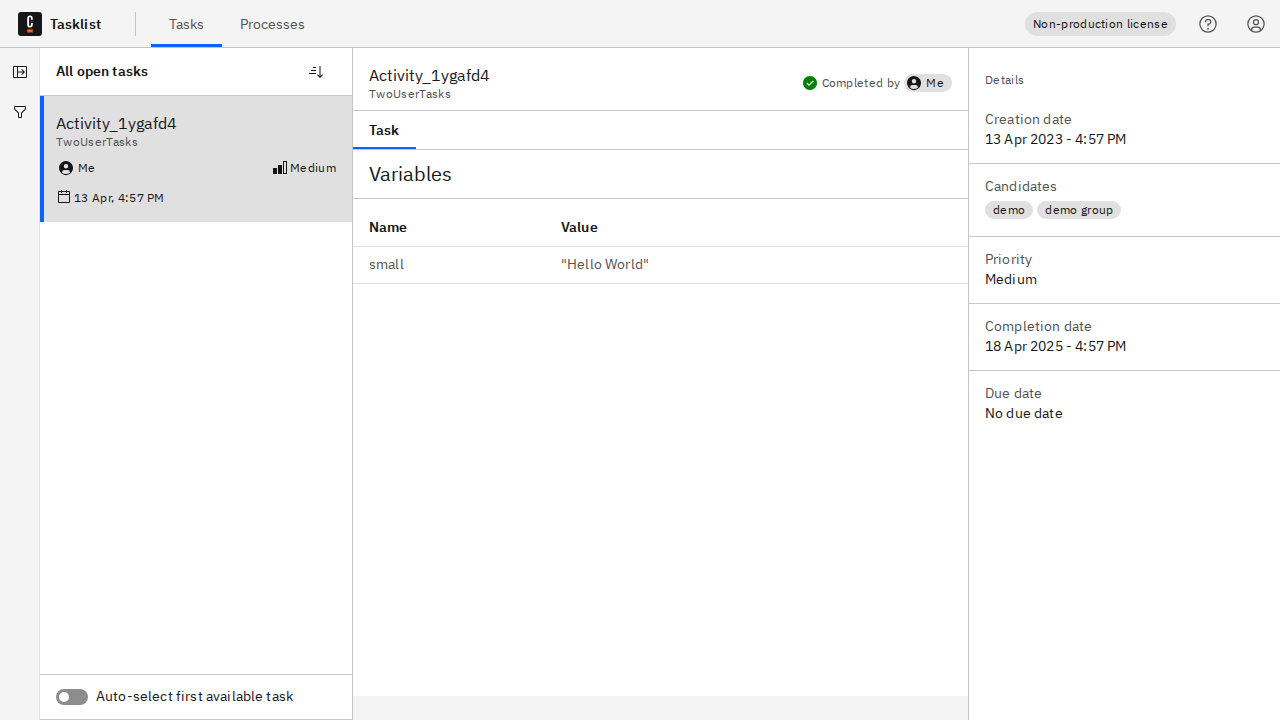 Tasklist
Tasks
Processes
Non-production license
All open tasks
Activity_1ygafd4
TwoUserTasks
Me
Medium
13 Apr, 4:57 PM
Auto-select first available task
Activity_1ygafd4
TwoUserTasks
Completed by Me
Task
Variables
Name Value
small "Hello World"
Details
Creation date
13 Apr 2023 - 4:57 PM
Candidates
demo demo group
Priority
Medium
Completion date
18 Apr 2025 - 4:57 PM
Due date
No due date